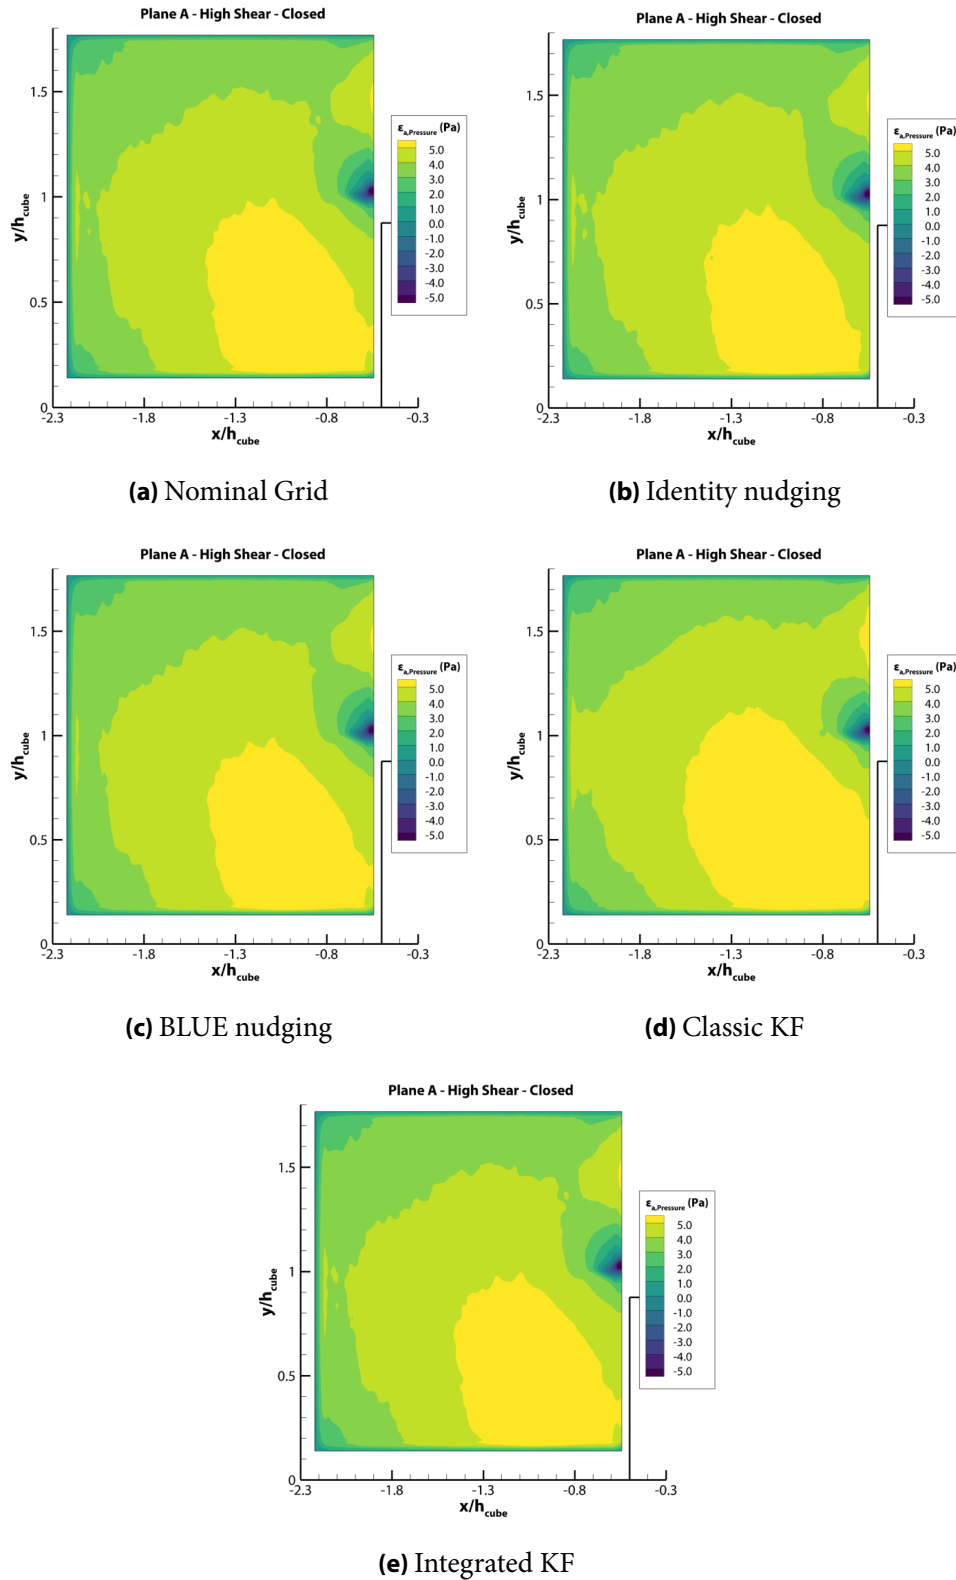 Plane A - High Shear - Closed
y/hcube
1.5
1
0.5
0
-2.3 -1.8 -1.3 -0.8 -0.3
x/hcube
εa,Pressure (Pa)
5.0
4.0
3.0
2.0
1.0
0.0
-1.0
-2.0
-3.0
-4.0
-5.0
(a) Nominal Grid
Plane A - High Shear - Closed
y/hcube
1.5
1
0.5
0
-2.3 -1.8 -1.3 -0.8 -0.3
x/hcube
εa,Pressure (Pa)
5.0
4.0
3.0
2.0
1.0
0.0
-1.0
-2.0
-3.0
-4.0
-5.0
(b) Identity nudging
Plane A - High Shear - Closed
y/hcube
1.5
1
0.5
0
-2.3 -1.8 -1.3 -0.8 -0.3
x/hcube
εa,Pressure (Pa)
5.0
4.0
3.0
2.0
1.0
0.0
-1.0
-2.0
-3.0
-4.0
-5.0
(c) BLUE nudging
Plane A - High Shear - Closed
y/hcube
1.5
1
0.5
0
-2.3 -1.8 -1.3 -0.8 -0.3
x/hcube
εa,Pressure (Pa)
5.0
4.0
3.0
2.0
1.0
0.0
-1.0
-2.0
-3.0
-4.0
-5.0
(d) Classic KF
Plane A - High Shear - Closed
y/hcube
1.5
1
0.5
0
-2.3 -1.8 -1.3 -0.8 -0.3
x/hcube
εa,Pressure (Pa)
5.0
4.0
3.0
2.0
1.0
0.0
-1.0
-2.0
-3.0
-4.0
-5.0
(e) Integrated KF